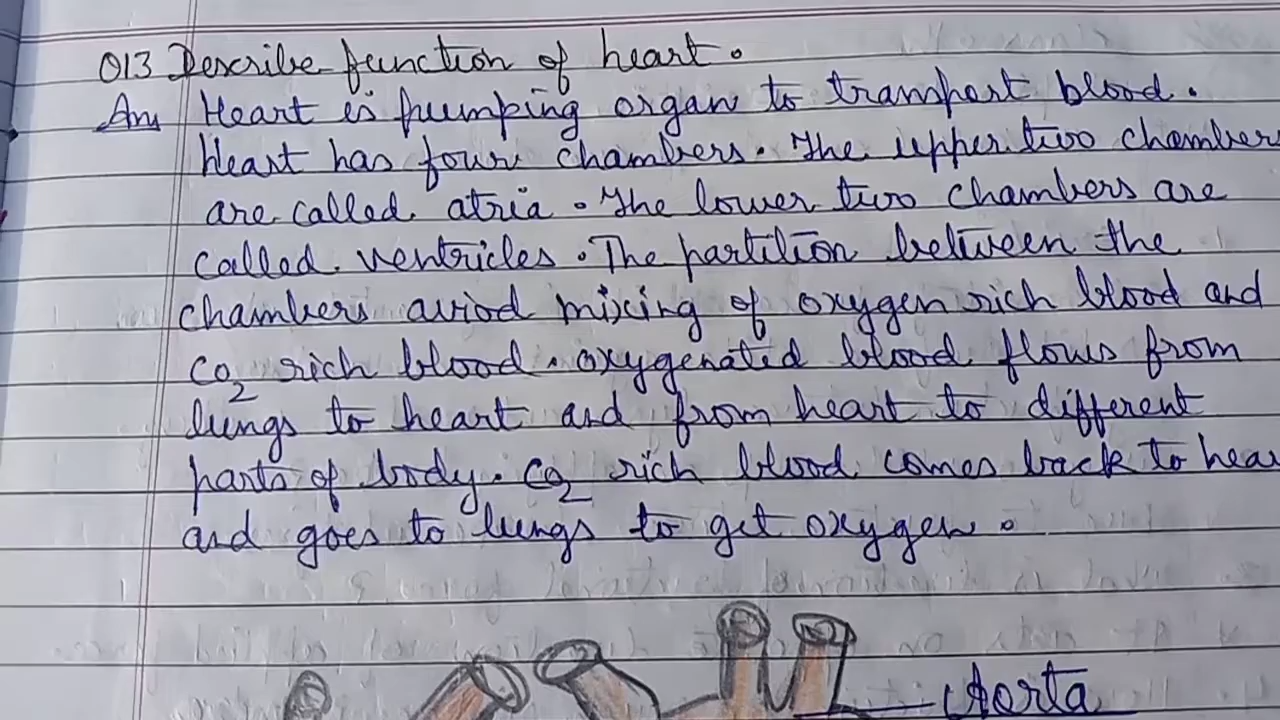 Q13 Describe function of heart.
Ans Heart is pumping organ to transport blood.
Heart has four chambers. The upper two chamber
are called atria. The lower two chambers are
called ventricles. The partition between the
chambers aviod mixing of oxygen rich blood and
CO2 rich blood. oxygenated blood flows from
lungs to heart and from heart to different
parts of body. CO2 rich blood comes back to hea
and goes to lungs to get oxygen.
Aorta